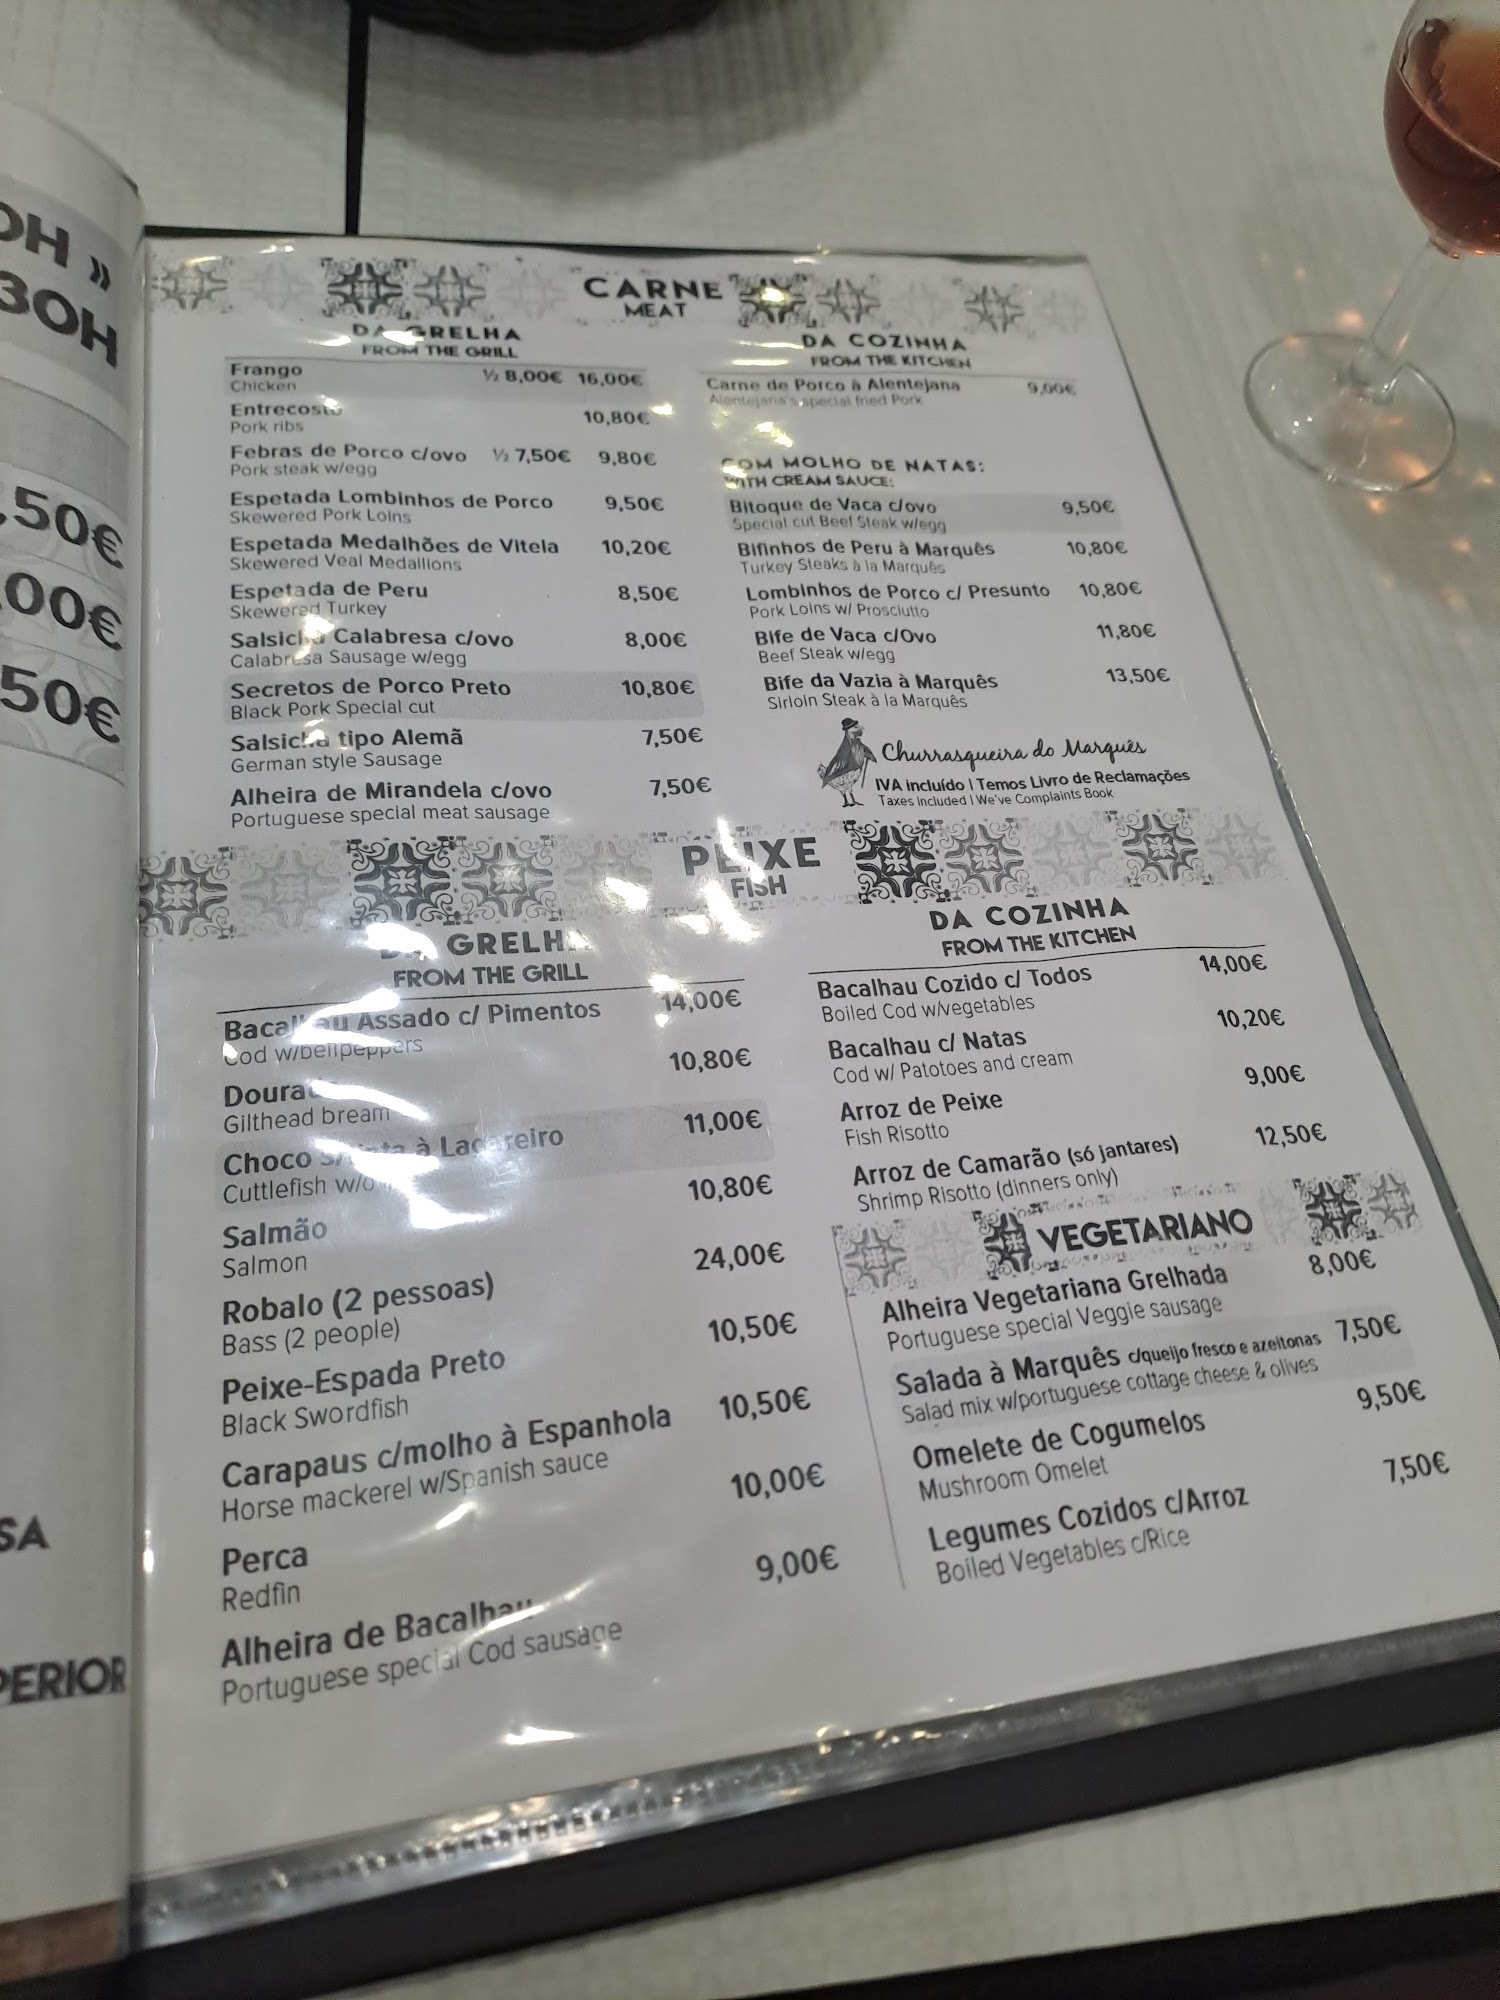 OH »
30H
,50€
,00€
50€
SA
PERIOR
CARNE
MEAT
DA GRELHA
FROM THE GRILL
Frango ½ 8,00€ 16,00€
Chicken
Entrecosto 10,80€
Pork ribs
Febras de Porco c/ovo ½ 7,50€ 9,80€
Pork steak w/egg
Espetada Lombinhos de Porco 9,50€
Skewered Pork Loins
Espetada Medalhões de Vitela 10,20€
Skewered Veal Medallions
Espetada de Peru 8,50€
Skewered Turkey
Salsicha Calabresa c/ovo 8,00€
Calabresa Sausage w/egg
Secretos de Porco Preto 10,80€
Black Pork Special cut
Salsicha tipo Alemã 7,50€
German style Sausage
Alheira de Mirandela c/ovo 7,50€
Portuguese special meat sausage
DA COZINHA
FROM THE KITCHEN
Carne de Porco à Alentejana 9,00€
Alentejana's special fried Pork
COM MOLHO DE NATAS:
WITH CREAM SAUCE:
Bitoque de Vaca c/ovo 9,50€
Special cut Beef Steak w/egg
Bifinhos de Peru à Marquês 10,80€
Turkey Steaks à la Marquês
Lombinhos de Porco c/ Presunto 10,80€
Pork Loins w/ Prosciutto
Bife de Vaca c/Ovo 11,80€
Beef Steak w/egg
Bife da Vazia à Marquês 13,50€
Sirloin Steak à la Marquês
Churrasqueira do Marquês
IVA incluído | Temos Livro de Reclamações
Taxes included | We've Complaints Book
PEIXE
FISH
DA GRELHA
FROM THE GRILL
Bacalhau Assado c/ Pimentos 14,00€
Cod w/bellpeppers
Dourada 10,80€
Gilthead bream
Choco à Lagareiro 11,00€
Cuttlefish
Salmão 10,80€
Salmon
Robalo (2 pessoas) 24,00€
Bass (2 people)
Peixe-Espada Preto 10,50€
Black Swordfish
Carapaus c/molho à Espanhola 10,50€
Horse mackerel w/Spanish sauce
Perca 10,00€
Redfin
Alheira de Bacalhau 9,00€
Portuguese special Cod sausage
DA COZINHA
FROM THE KITCHEN
Bacalhau Cozido c/ Todos 14,00€
Boiled Cod w/vegetables
Bacalhau c/ Natas 10,20€
Cod w/ Patotoes and cream
Arroz de Peixe 9,00€
Fish Risotto
Arroz de Camarão (só jantares) 12,50€
Shrimp Risotto (dinners only)
VEGETARIANO
Alheira Vegetariana Grelhada 8,00€
Portuguese special Veggie sausage
Salada à Marquês c/queijo fresco e azeitonas 7,50€
Salad mix w/portuguese cottage cheese & olives
Omelete de Cogumelos 9,50€
Mushroom Omelet
Legumes Cozidos c/Arroz 7,50€
Boiled Vegetables c/Rice